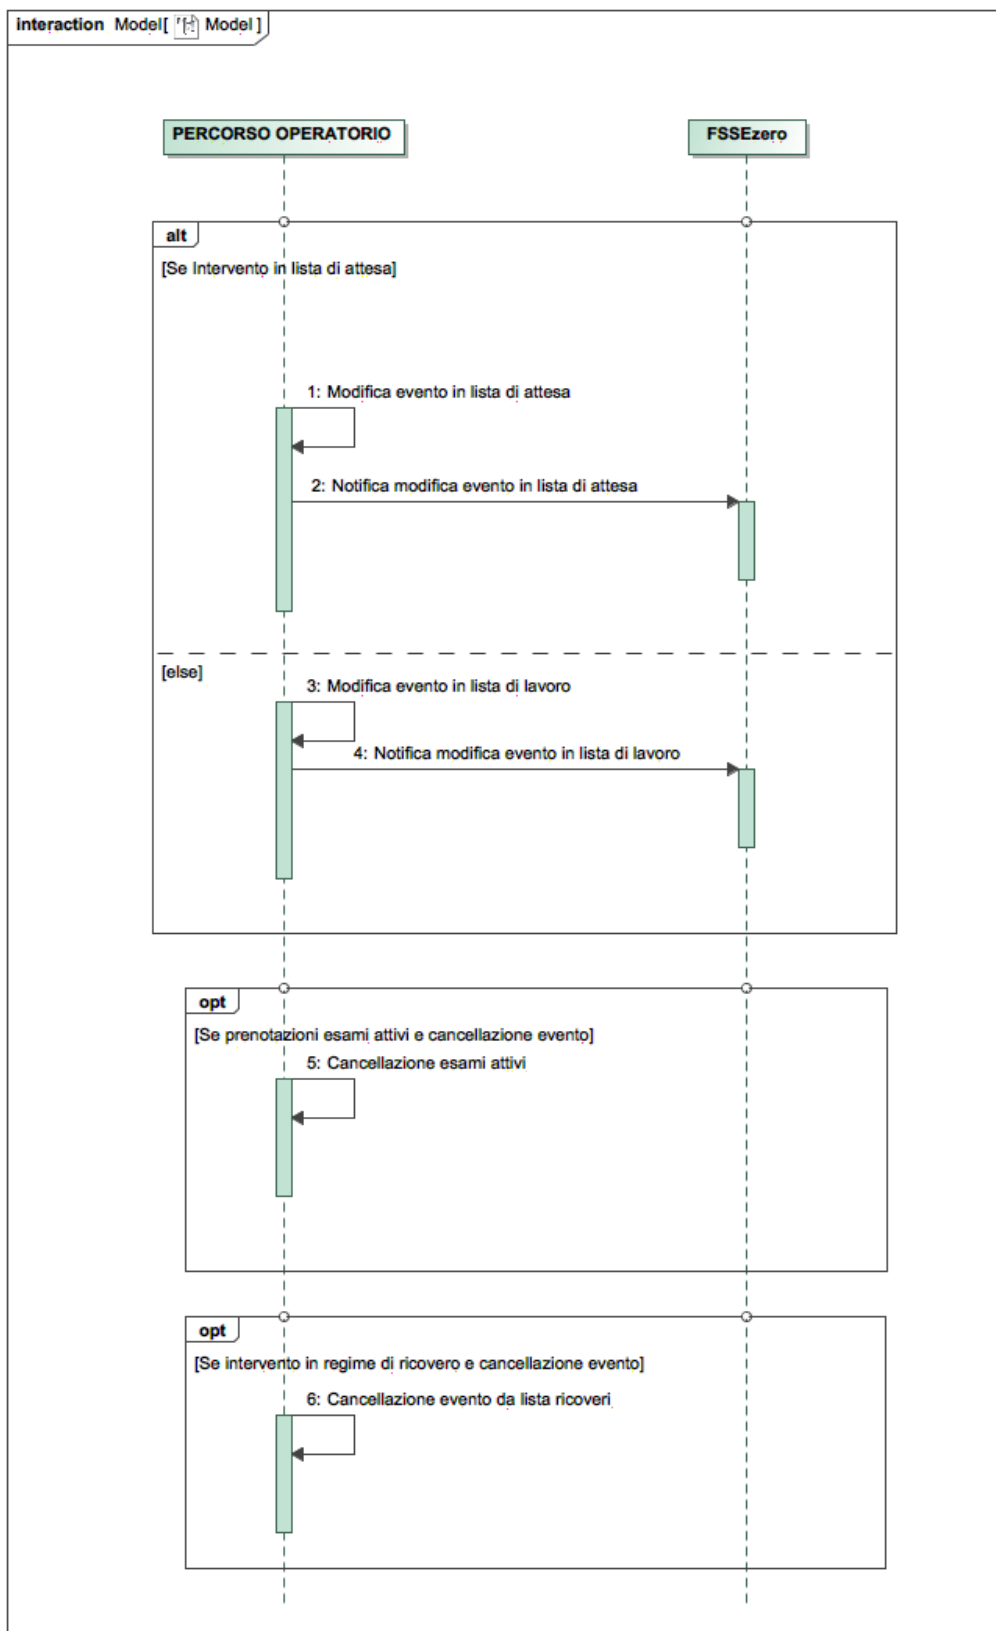 interaction Model[ Model ]
PERCORSO OPERATORIO
FSSEzero
alt
[Se Intervento in lista di attesa]
1: Modifica evento in lista di attesa
2: Notifica modifica evento in lista di attesa
[else]
3: Modifica evento in lista di lavoro
4: Notifica modifica evento in lista di lavoro
opt
[Se prenotazioni esami attivi e cancellazione evento]
5: Cancellazione esami attivi
opt
[Se intervento in regime di ricovero e cancellazione evento]
6: Cancellazione evento da lista ricoveri